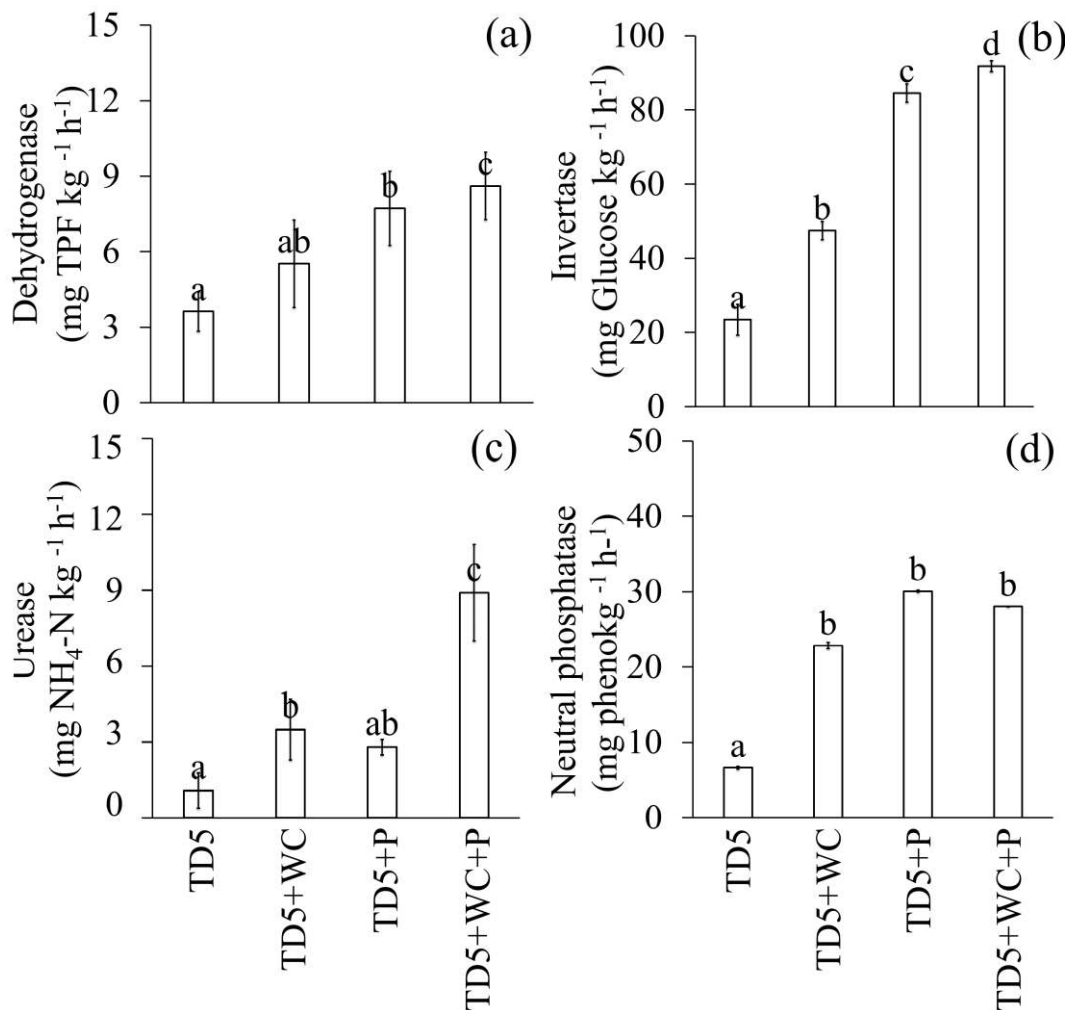 (a)
Dehydrogenase
(mg TPF kg -1 h-1)
15
12
9
6
3
0
a
ab
b
c
(b)
Invertase
(mg Glucose kg -1 h-1)
100
80
60
40
20
0
a
b
c
d
(c)
Urease
(mg NH4-N kg -1 h-1)
15
12
9
6
3
0
a
b
ab
c
TD5
TD5+WC
TD5+P
TD5+WC+P
(d)
Neutral phosphatase
(mg phenokg -1 h-1)
50
40
30
20
10
0
a
b
b
b
TD5
TD5+WC
TD5+P
TD5+WC+P